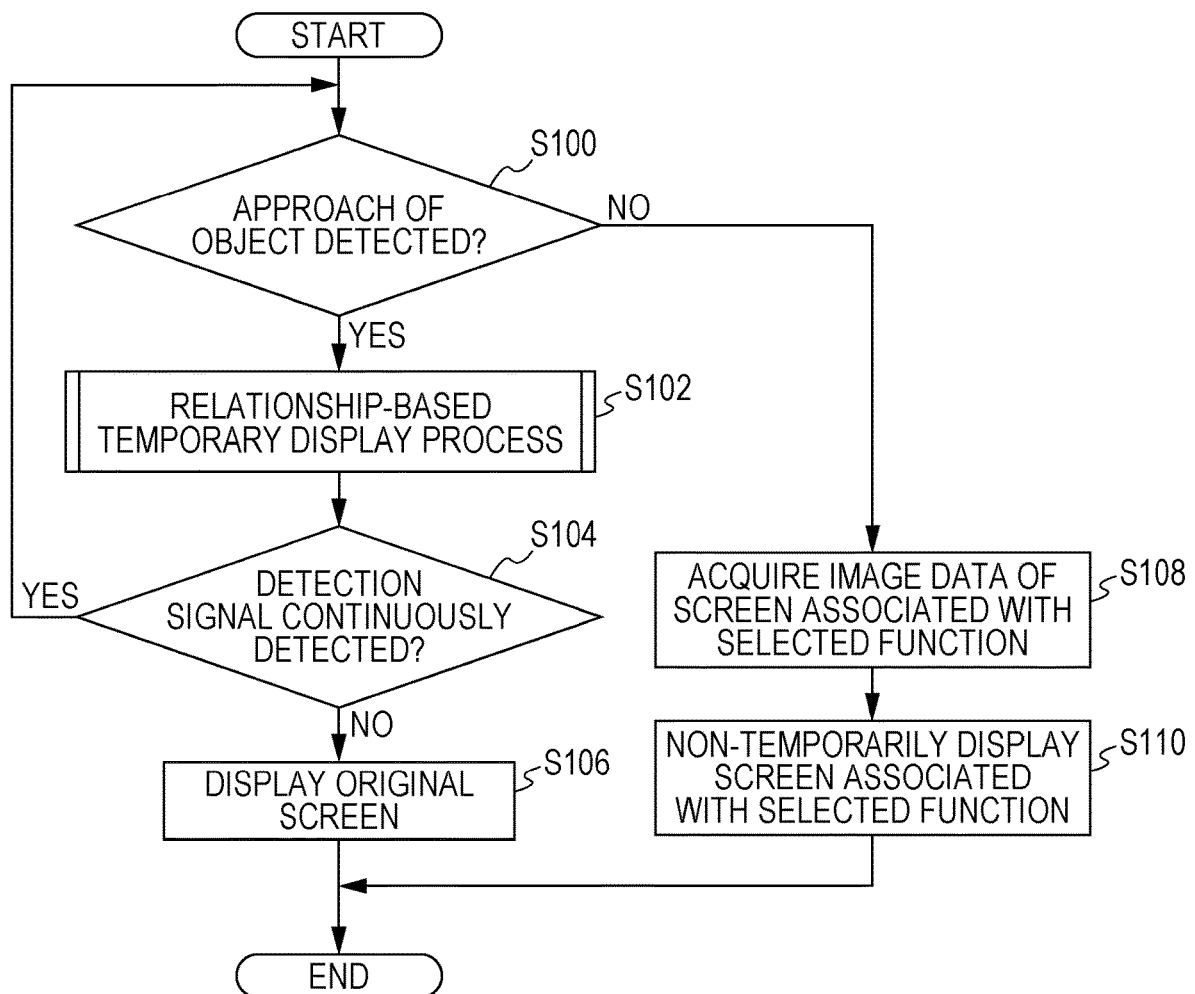 START
S100
APPROACH OF
OBJECT DETECTED?
NO
YES
RELATIONSHIP-BASED
TEMPORARY DISPLAY PROCESS
S102
S104
DETECTION
SIGNAL CONTINUOUSLY
DETECTED?
YES
NO
ACQUIRE IMAGE DATA OF
SCREEN ASSOCIATED WITH
SELECTED FUNCTION
S108
DISPLAY ORIGINAL
SCREEN
S106
NON-TEMPORARILY DISPLAY
SCREEN ASSOCIATED
WITH SELECTED FUNCTION
S110
END